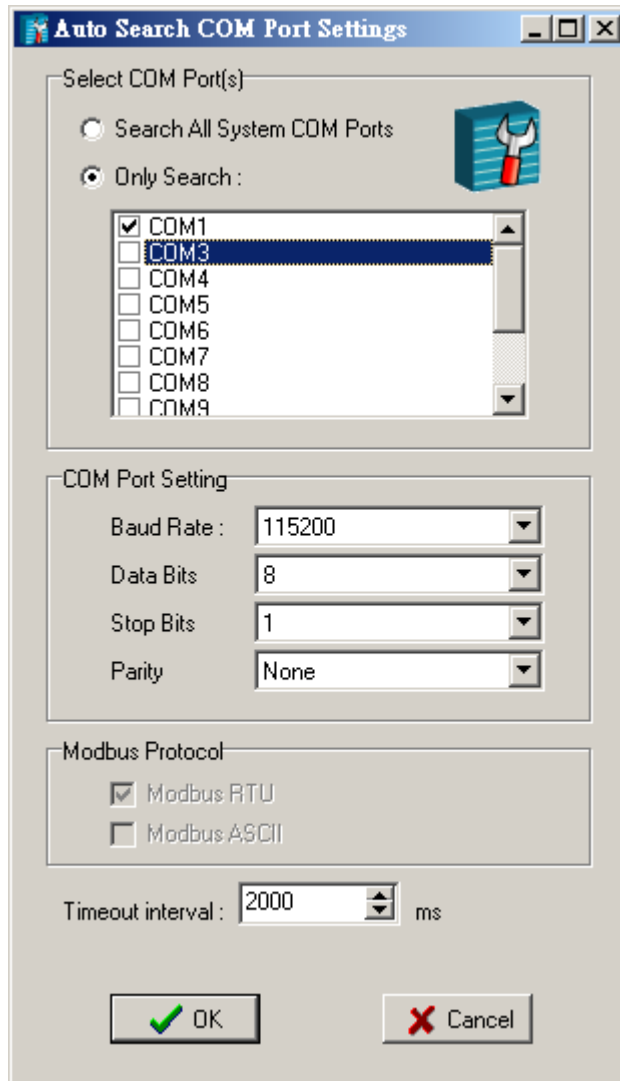 Auto Search COM Port Settings
Select COM Port(s)
Search All System COM Ports
Only Search :
COM1
COM3
COM4
COM5
COM6
COM7
COM8
COM9
COM Port Setting
Baud Rate : 115200
Data Bits 8
Stop Bits 1
Parity None
Modbus Protocol
Modbus RTU
Modbus ASCII
Timeout interval : 2000 ms
OK Cancel